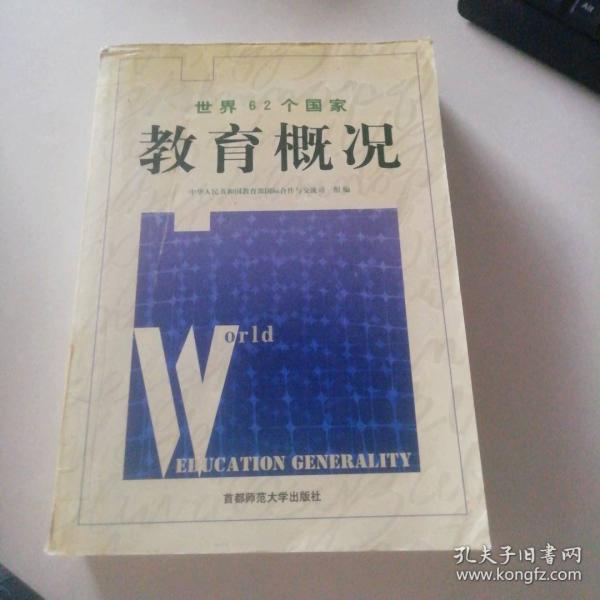 世界62个国家
教育概况
中华人民共和国教育部国际合作与交流司 组编
World
EDUCATION GENERALITY
首都师范大学出版社
Alt
孔夫子旧书网
www.kongfz.com